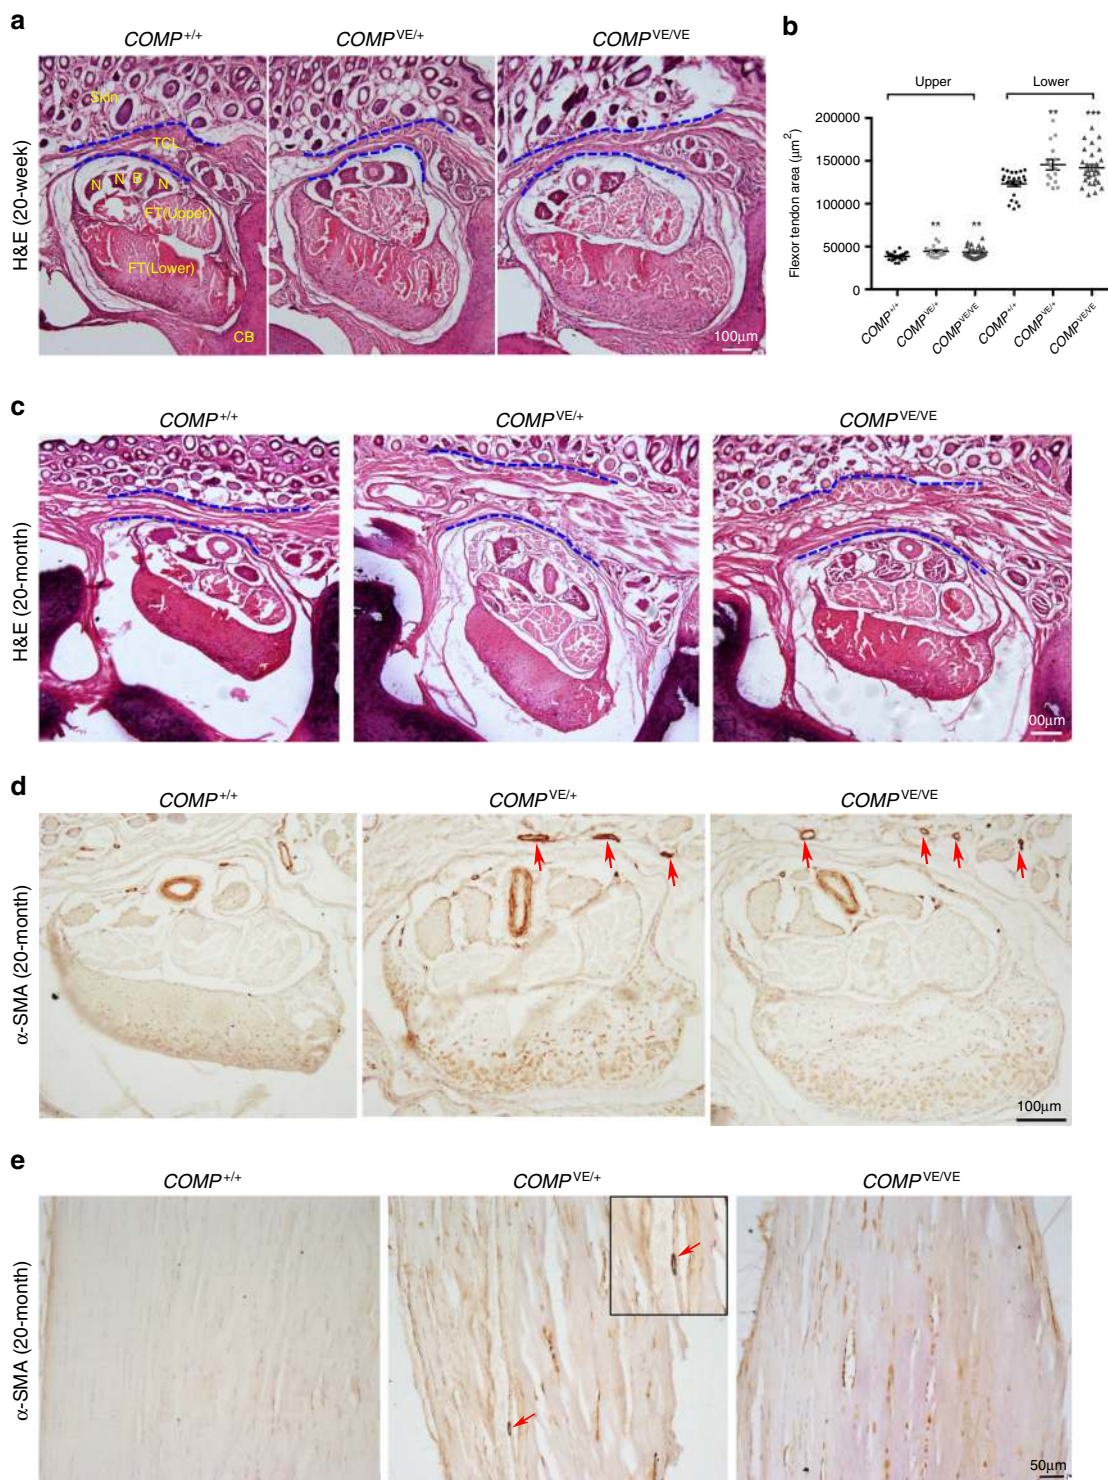 a
COMP+/+
COMPVE/+
COMPVE/VE
H&E (20-week)
Skin
TCL
N N B N
FT(Upper)
FT(Lower)
CB
100μm
b
Upper
Lower
Flexor tendon area (μm2)
200000
150000
100000
50000
0
** ** ** ***
COMP+/+
COMPVE/+
COMPVE/VE
COMP+/+
COMPVE/+
COMPVE/VE
c
COMP+/+
COMPVE/+
COMPVE/VE
H&E (20-month)
00μm
d
COMP+/+
COMPVE/+
COMPVE/VE
α-SMA (20-month)
100μm
e
COMP+/+
COMPVE/+
COMPVE/VE
α-SMA (20-month)
50μm